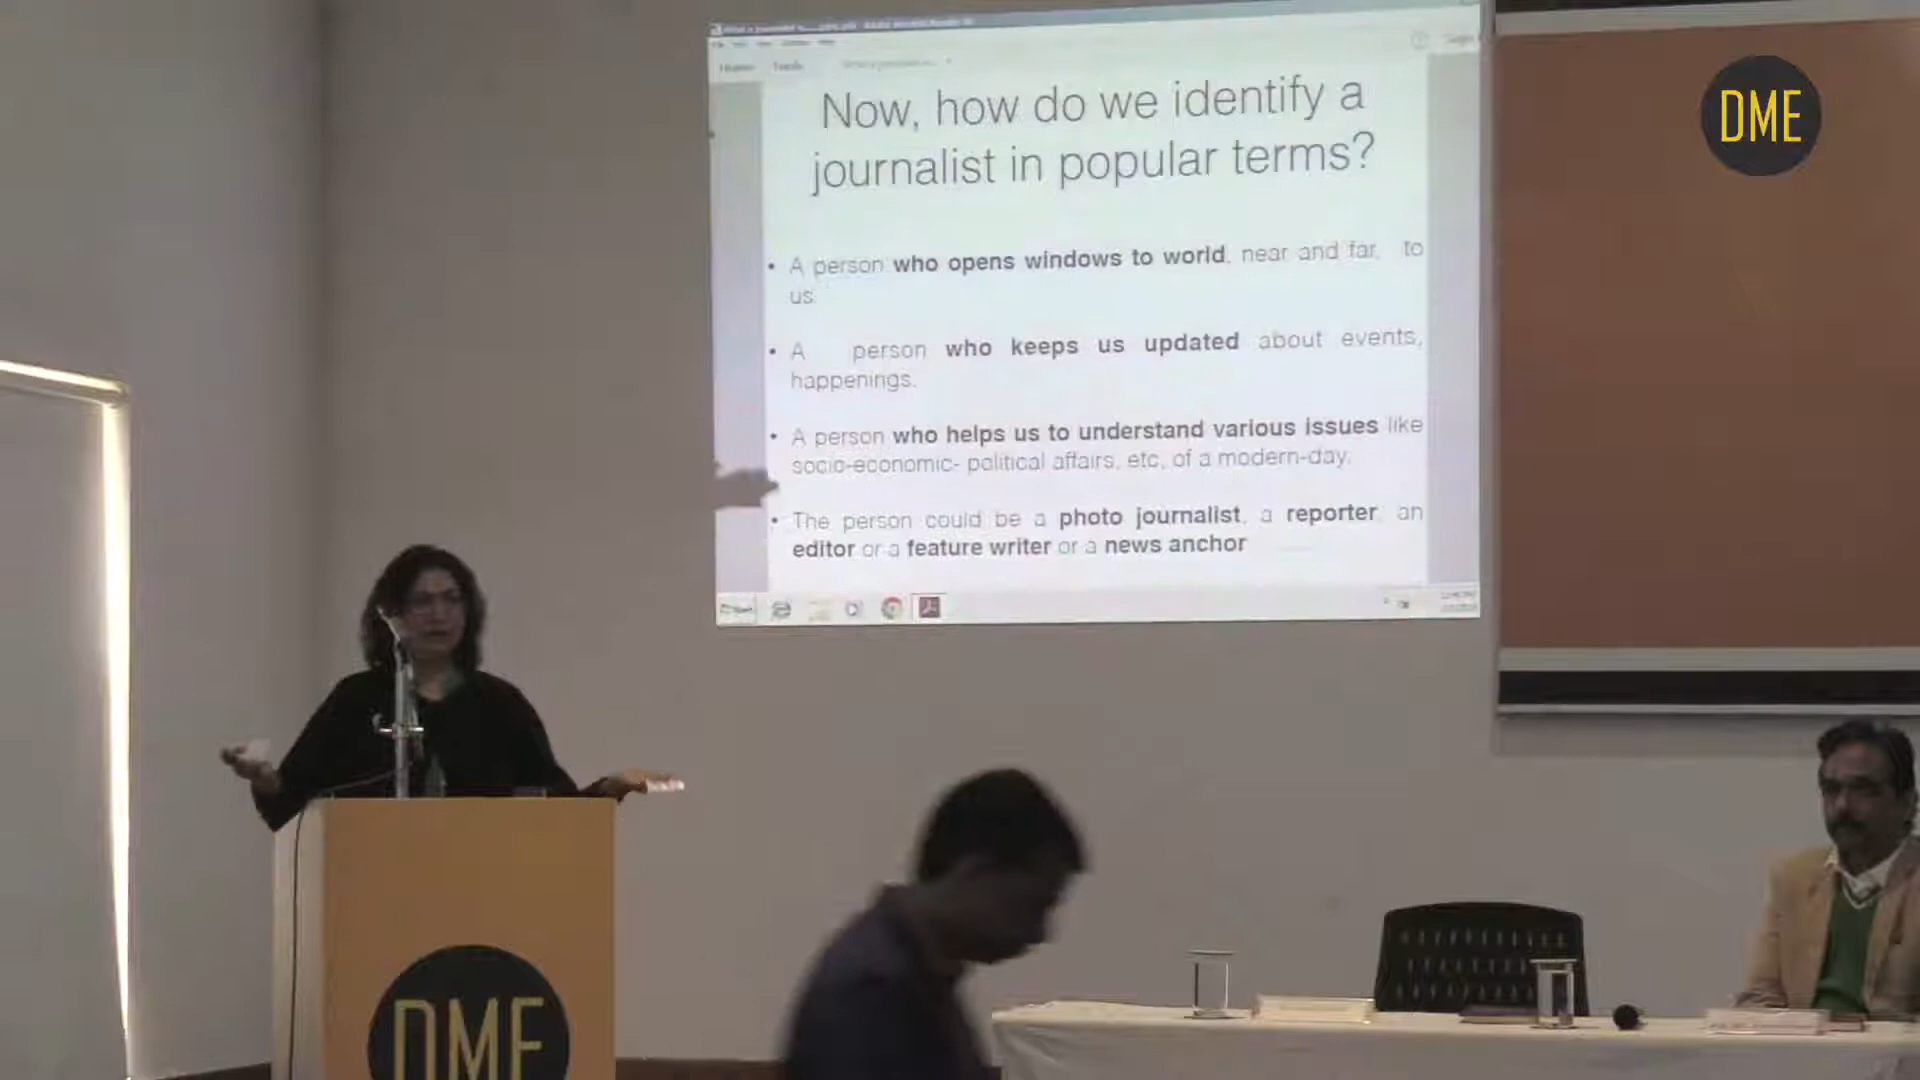 DME
Now, how do we identify a
journalist in popular terms?
• A person who opens windows to world, near and far, to
us.
• A person who keeps us updated about events,
happenings.
• A person who helps us to understand various issues like
socio-economic- political affairs, etc, of a modern-day.
• The person could be a photo journalist, a reporter, an
editor or a feature writer or a news anchor
DME